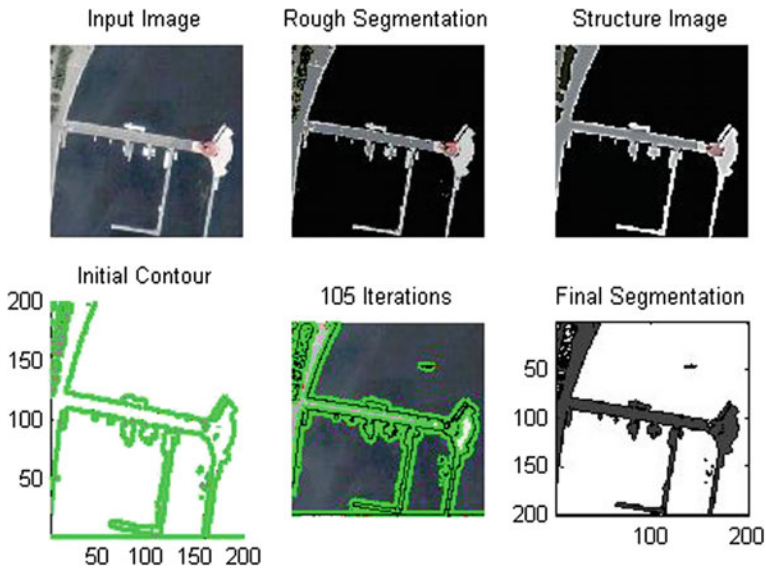 Input Image
Rough Segmentation
Structure Image
Initial Contour
200
150
100
50
50 100 150 200
105 Iterations
Final Segmentation
50
100
150
200
100 200